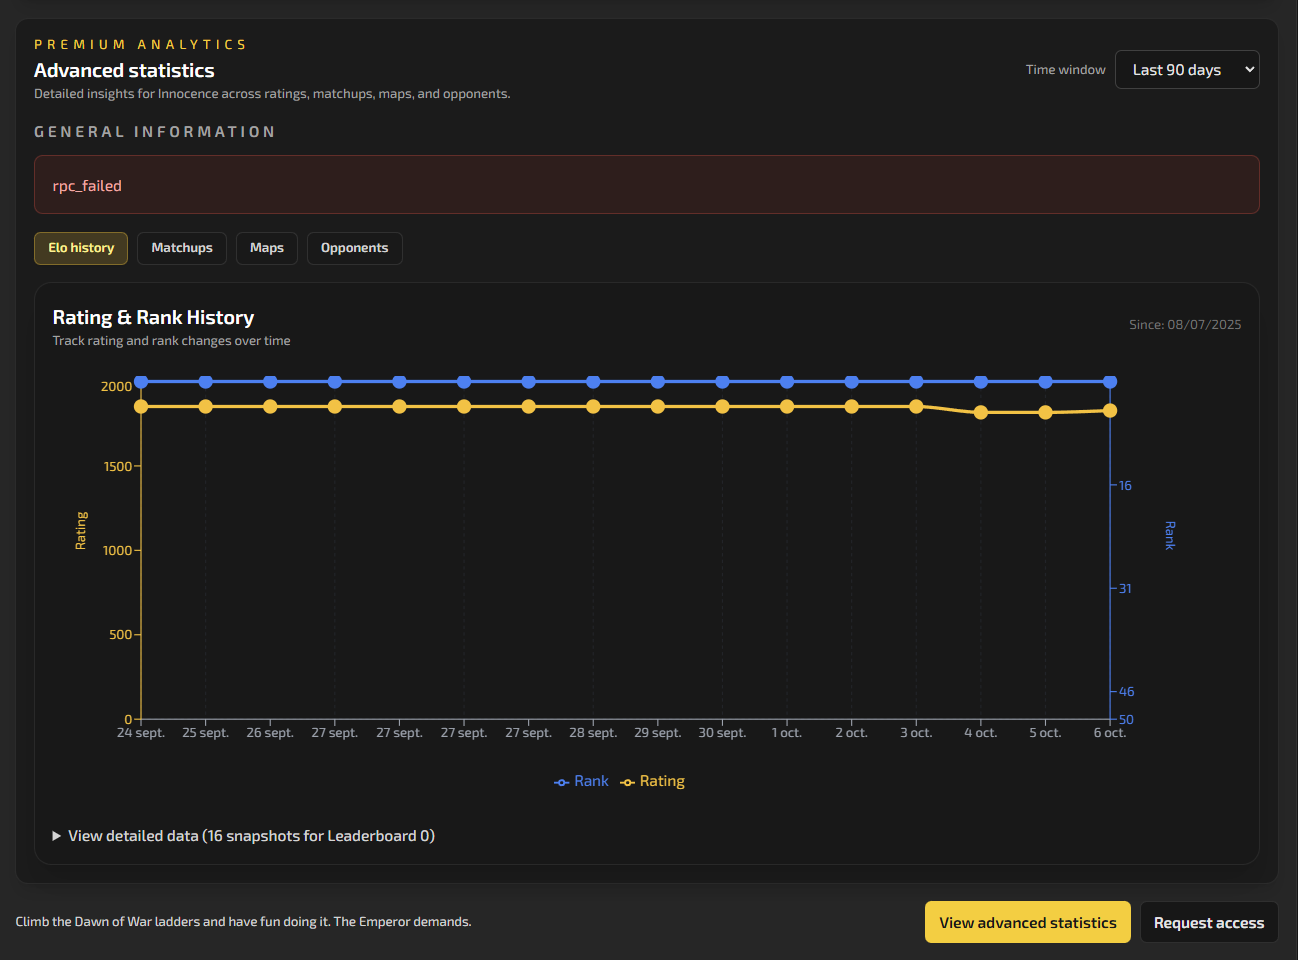 PREMIUM ANALYTICS
Advanced statistics
Detailed insights for Innocence across ratings, matchups, maps, and opponents.
Time window
Last 90 days
GENERAL INFORMATION
rpc_failed
Elo history
Matchups
Maps
Opponents
Rating & Rank History
Track rating and rank changes over time
Since: 08/07/2025
2000
1500
1000
500
0
Rating
16
31
46
50
Rank
24 sept.
25 sept.
26 sept.
27 sept.
27 sept.
27 sept.
27 sept.
28 sept.
29 sept.
30 sept.
1 oct.
2 oct.
3 oct.
4 oct.
5 oct.
6 oct.
Rank
Rating
View detailed data (16 snapshots for Leaderboard 0)
Climb the Dawn of War ladders and have fun doing it. The Emperor demands.
View advanced statistics
Request access